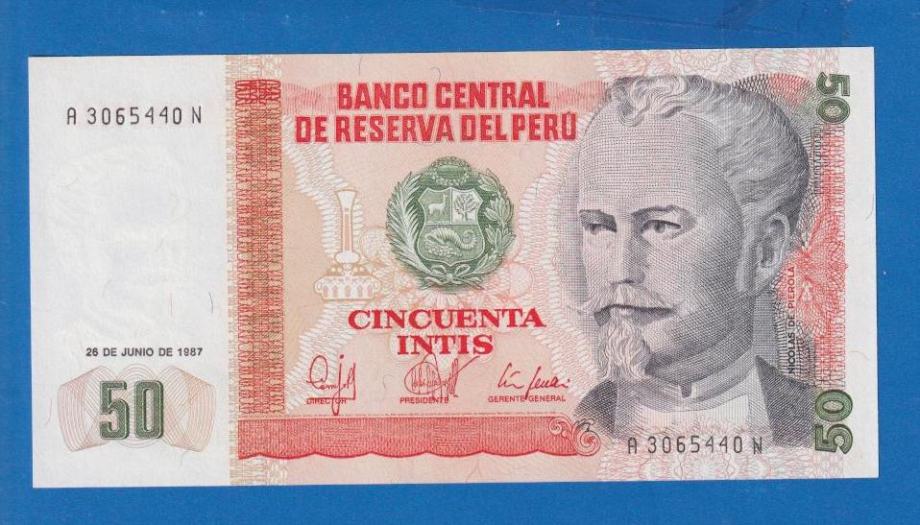 A 3065440 N
BANCO CENTRAL
DE RESERVA DEL PERÚ
50
CINCUENTA
INTIS
NICOLAS DE PIEROLA
26 DE JUNIO DE 1987
50
DIRECTOR
PRESIDENTE
GERENTE GENERAL
A 3065440 N
50